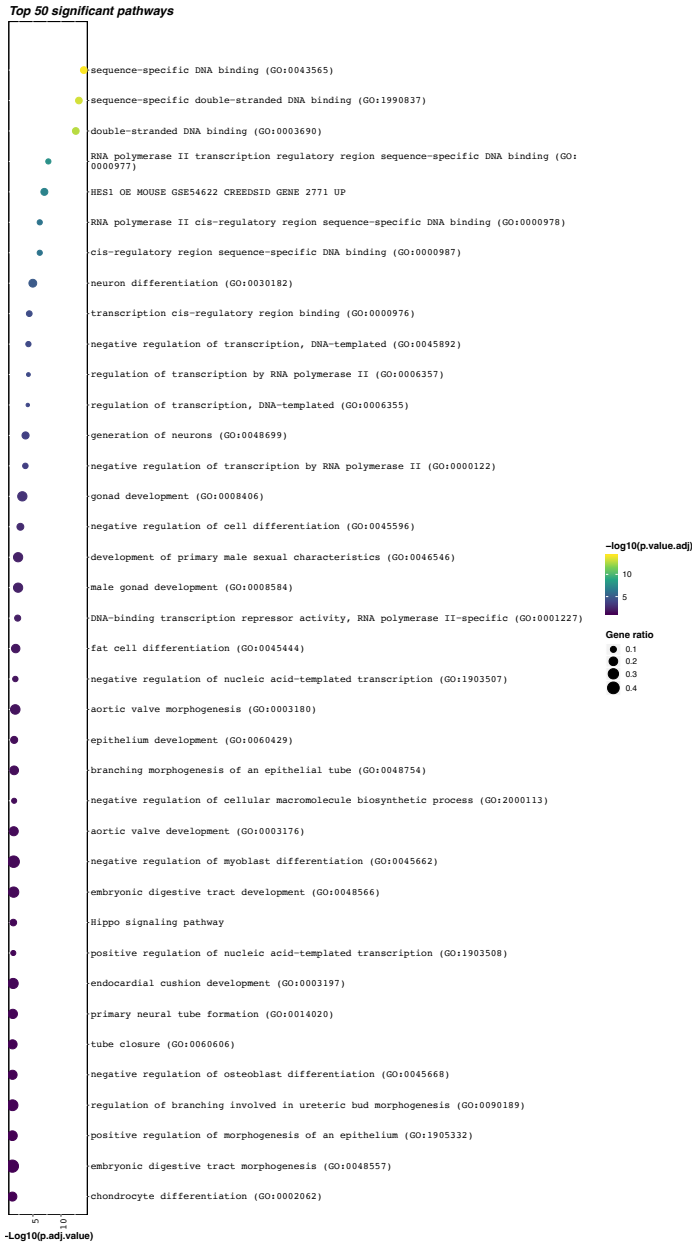 Top 50 significant pathways
sequence-specific DNA binding (GO:0043565)
sequence-specific double-stranded DNA binding (GO:1990837)
double-stranded DNA binding (GO:0003690)
RNA polymerase II transcription regulatory region sequence-specific DNA binding (GO:
0000977)
HES1 OE MOUSE GSE54622 CREEDSID GENE 2771 UP
RNA polymerase II cis-regulatory region sequence-specific DNA binding (GO:0000978)
cis-regulatory region sequence-specific DNA binding (GO:0000987)
neuron differentiation (GO:0030182)
transcription cis-regulatory region binding (GO:0000976)
negative regulation of transcription, DNA-templated (GO:0045892)
regulation of transcription by RNA polymerase II (GO:0006357)
regulation of transcription, DNA-templated (GO:0006355)
generation of neurons (GO:0048699)
negative regulation of transcription by RNA polymerase II (GO:0000122)
gonad development (GO:0008406)
negative regulation of cell differentiation (GO:0045596)
development of primary male sexual characteristics (GO:0046546)
male gonad development (GO:0008584)
DNA-binding transcription repressor activity, RNA polymerase II-specific (GO:0001227)
fat cell differentiation (GO:0045444)
negative regulation of nucleic acid-templated transcription (GO:1903507)
aortic valve morphogenesis (GO:0003180)
epithelium development (GO:0060429)
branching morphogenesis of an epithelial tube (GO:0048754)
negative regulation of cellular macromolecule biosynthetic process (GO:2000113)
aortic valve development (GO:0003176)
negative regulation of myoblast differentiation (GO:0045662)
embryonic digestive tract development (GO:0048566)
Hippo signaling pathway
positive regulation of nucleic acid-templated transcription (GO:1903508)
endocardial cushion development (GO:0003197)
primary neural tube formation (GO:0014020)
tube closure (GO:0060606)
negative regulation of osteoblast differentiation (GO:0045668)
regulation of branching involved in ureteric bud morphogenesis (GO:0090189)
positive regulation of morphogenesis of an epithelium (GO:1905332)
embryonic digestive tract morphogenesis (GO:0048557)
chondrocyte differentiation (GO:0002062)
5 10
-Log10(p.adj.value)
-log10(p.value.adj)
10
5
Gene ratio
0.1
0.2
0.3
0.4